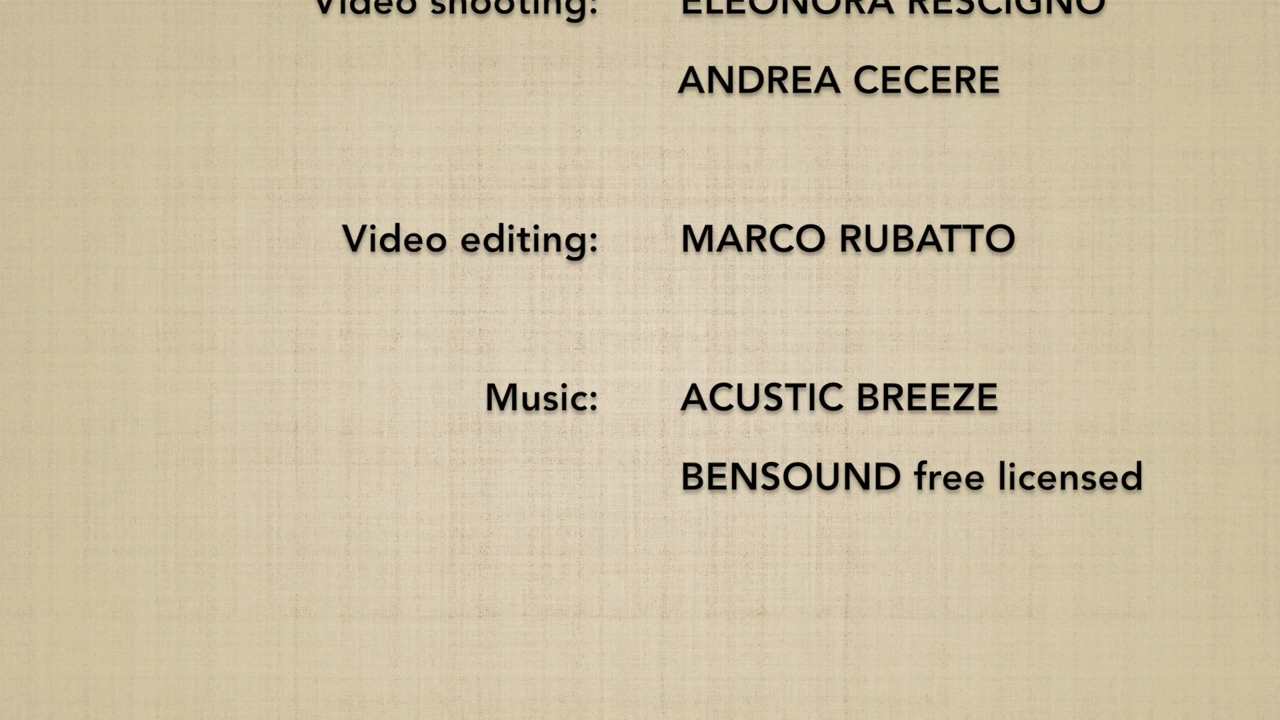 Video shooting: ELEONORA RESCIGNO
ANDREA CECERE
Video editing: MARCO RUBATTO
Music: ACUSTIC BREEZE
BENSOUND free licensed